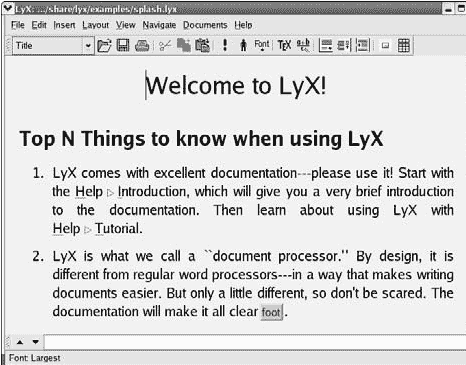 LyX: .../share/lyx/examples/splash.lyx
File Edit Insert Layout View Navigate Documents Help
Title Font TEX
Welcome to LyX!
Top N Things to know when using LyX
1. LyX comes with excellent documentation---please use it! Start with
the Help ▷ Introduction, which will give you a very brief introduction
to the documentation. Then learn about using LyX with
Help ▷ Tutorial.
2. LyX is what we call a ``document processor.'' By design, it is
different from regular word processors---in a way that makes writing
documents easier. But only a little different, so don't be scared. The
documentation will make it all clear foot.
Font: Largest